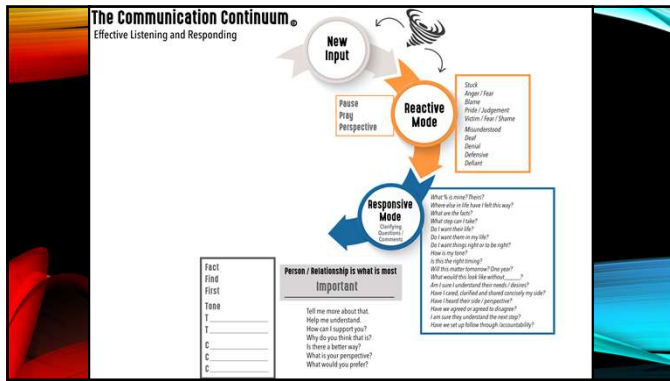 The Communication Continuum©
Effective Listening and Responding
New
Input
Pause
Pray
Perspective
Reactive
Mode
Stuck
Anger / Fear
Blame
Pride / Judgement
Victim / Fear / Shame
Misunderstood
Deaf
Denial
Defensive
Defiant
Responsive
Mode
Clarifying
Questions /
Comments
What % is mine? Theirs?
Where else in life have I felt this way?
What are the facts?
What step can I take?
Do I want their life?
Do I want them in my life?
Do I want things right or to be right?
How is my tone?
Is this the right timing?
Will this matter tomorrow? One year?
What would this look like without_____?
Am I sure I understand their needs / desires?
Have I cared, clarified and shared concisely my side?
Have I heard their side / perspective?
Have we agreed or agreed to disagree?
I am sure they understand the next step?
Have we set up follow through /accountability?
Fact
Find
First
Tone
T
T
C
C
C
Person / Relationship is what is most
Important
Tell me more about that.
Help me understand.
How can I support you?
Why do you think that is?
Is there a better way?
What is your perspective?
What would you prefer?